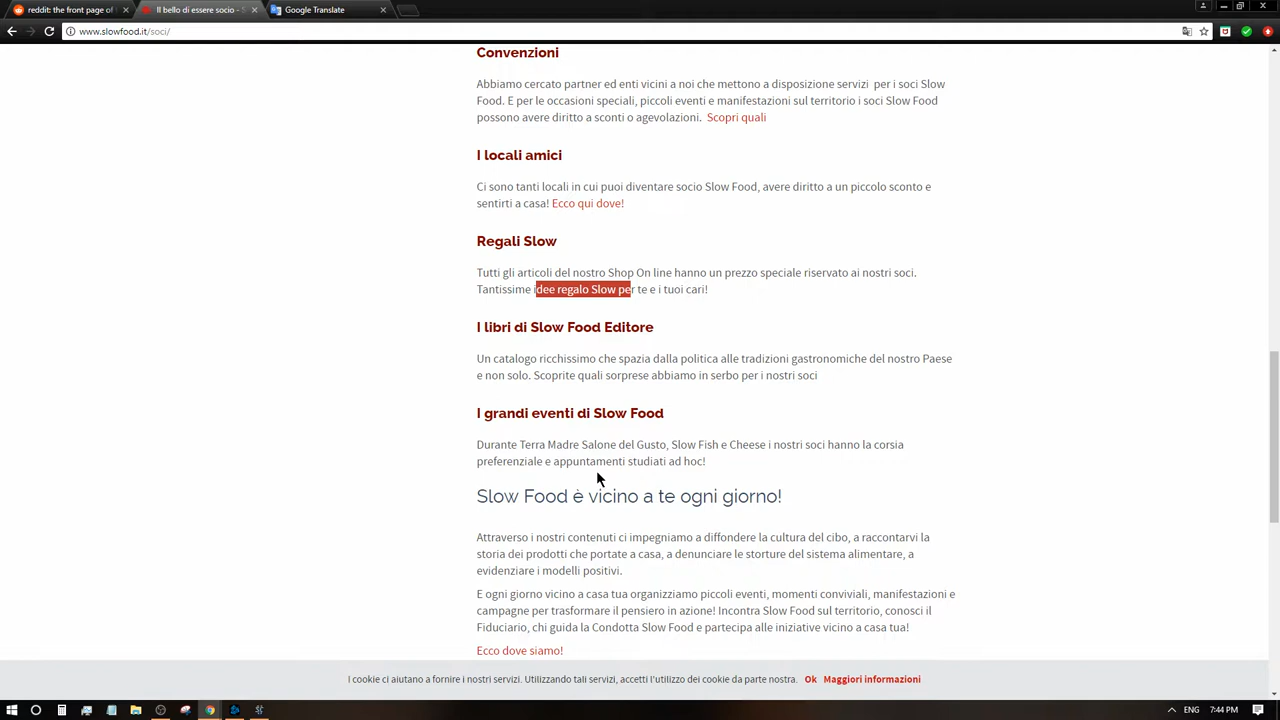 reddit: the front page of
Il bello di essere socio - S
Google Translate
www.slowfood.it/soci/
Convenzioni
Abbiamo cercato partner ed enti vicini a noi che mettono a disposizione servizi per i soci Slow
Food. E per le occasioni speciali, piccoli eventi e manifestazioni sul territorio i soci Slow Food
possono avere diritto a sconti o agevolazioni. Scopri quali
I locali amici
Ci sono tanti locali in cui puoi diventare socio Slow Food, avere diritto a un piccolo sconto e
sentirti a casa! Ecco qui dove!
Regali Slow
Tutti gli articoli del nostro Shop On line hanno un prezzo speciale riservato ai nostri soci.
Tantissime idee regalo Slow per te e i tuoi cari!
I libri di Slow Food Editore
Un catalogo ricchissimo che spazia dalla politica alle tradizioni gastronomiche del nostro Paese
e non solo. Scoprite quali sorprese abbiamo in serbo per i nostri soci
I grandi eventi di Slow Food
Durante Terra Madre Salone del Gusto, Slow Fish e Cheese i nostri soci hanno la corsia
preferenziale e appuntamenti studiati ad hoc!
Slow Food è vicino a te ogni giorno!
Attraverso i nostri contenuti ci impegniamo a diffondere la cultura del cibo, a raccontarvi la
storia dei prodotti che portate a casa, a denunciare le storture del sistema alimentare, a
evidenziare i modelli positivi.
E ogni giorno vicino a casa tua organizziamo piccoli eventi, momenti conviviali, manifestazioni e
campagne per trasformare il pensiero in azione! Incontra Slow Food sul territorio, conosci il
Fiduciario, chi guida la Condotta Slow Food e partecipa alle iniziative vicino a casa tua!
Ecco dove siamo!
I cookie ci aiutano a fornire i nostri servizi. Utilizzando tali servizi, accetti l'utilizzo dei cookie da parte nostra. Ok Maggiori informazioni
ENG 7:44 PM